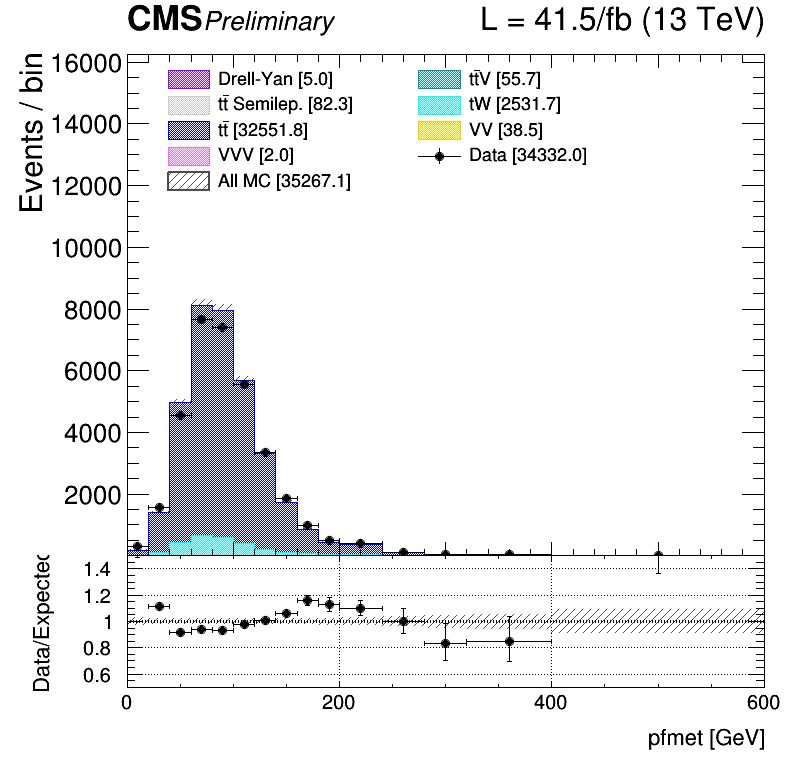 CMS Preliminary L = 41.5/fb (13 TeV)
Events / bin
16000
14000
12000
10000
8000
6000
4000
2000
Drell-Yan [5.0]
tt̄ Semilep. [82.3]
tt̄ [32551.8]
VVV [2.0]
All MC [35267.1]
tt̄V [55.7]
tW [2531.7]
VV [38.5]
Data [34332.0]
Data/Expected
1.4
1.2
1
0.8
0.6
0 200 400 600
pfmet [GeV]